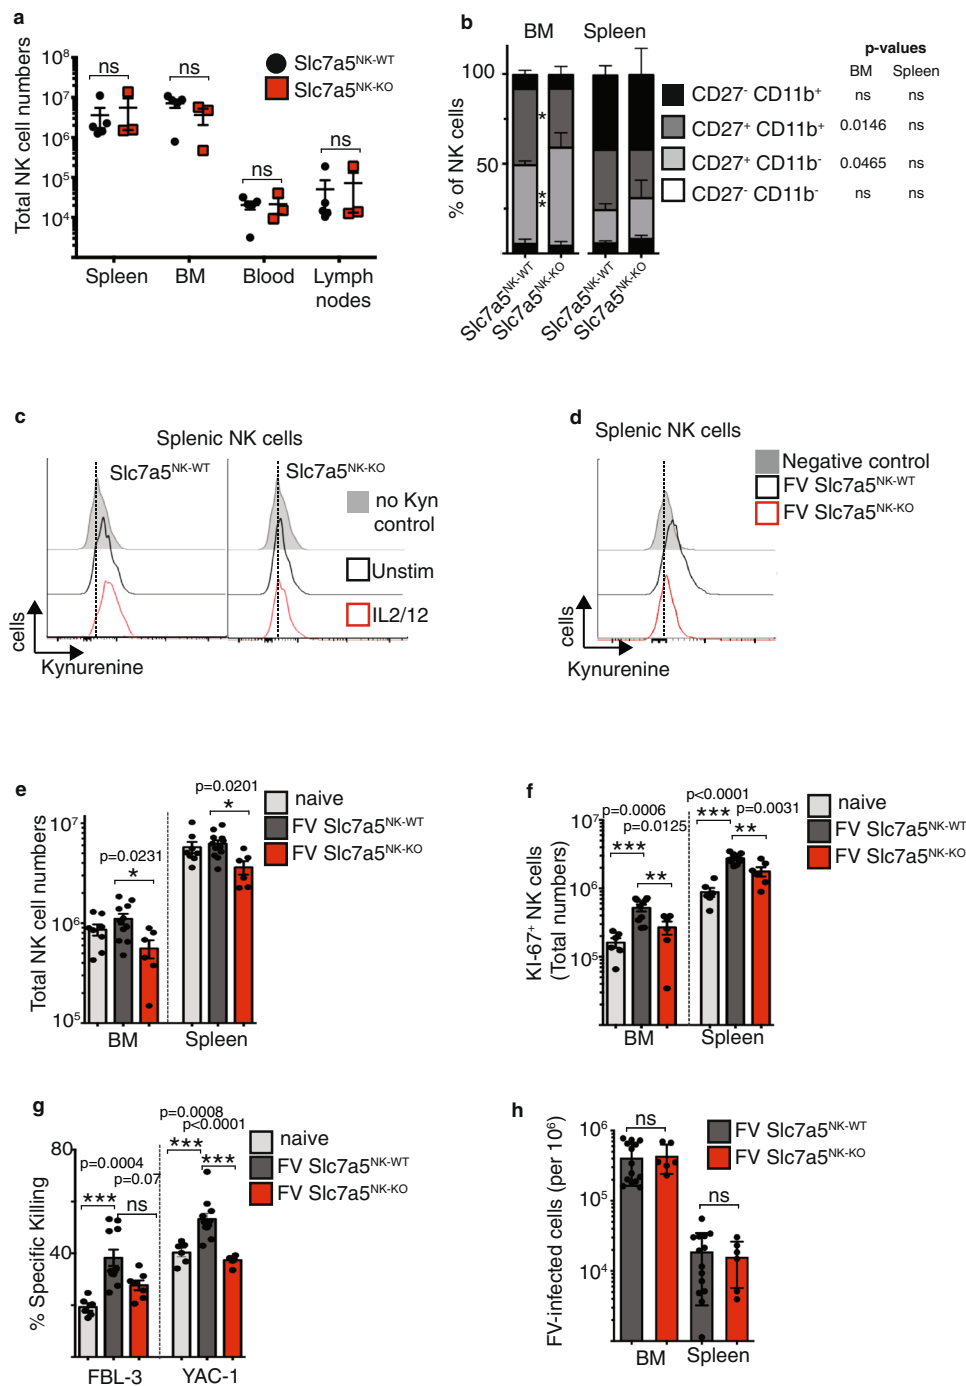 a
Total NK cell numbers
10⁸
10⁷
10⁶
10⁵
10⁴
ns
ns
ns
ns
Slc7a5NK-WT
Slc7a5NK-KO
Spleen BM Blood Lymph
nodes
b
BM Spleen
% of NK cells
100
50
*
**
Slc7a5NK-WT
Slc7a5NK-KO
Slc7a5NK-WT
Slc7a5NK-KO
p-values
BM Spleen
CD27⁻ CD11b⁺ ns ns
CD27⁺ CD11b⁺ 0.0146 ns
CD27⁺ CD11b⁻ 0.0465 ns
CD27⁻ CD11b⁻ ns ns
c
Splenic NK cells
Slc7a5NK-WT
Slc7a5NK-KO
no Kyn
control
Unstim
IL2/12
cells
Kynurenine
d
Splenic NK cells
Negative control
FV Slc7a5NK-WT
FV Slc7a5NK-KO
cells
Kynurenine
e
Total NK cell numbers
10⁷
10⁶
10⁵
p=0.0231
*
p=0.0201
*
naive
FV Slc7a5NK-WT
FV Slc7a5NK-KO
BM Spleen
f
KI-67⁺ NK cells
(Total numbers)
10⁷
10⁶
10⁵
p=0.0006
p=0.0125
***
**
p<0.0001
p=0.0031
***
**
naive
FV Slc7a5NK-WT
FV Slc7a5NK-KO
BM Spleen
g
% Specific Killing
80
40
p=0.0004
p=0.07
***
ns
p=0.0008
p<0.0001
***
***
naive
FV Slc7a5NK-WT
FV Slc7a5NK-KO
FBL-3 YAC-1
h
FV-infected cells (per 10⁶)
10⁶
10⁵
10⁴
ns
ns
FV Slc7a5NK-WT
FV Slc7a5NK-KO
BM Spleen